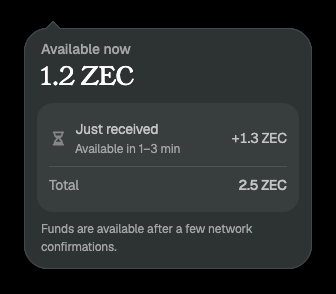 Available now
1.2 ZEC
Just received
+1.3 ZEC
Available in 1–3 min
Total
2.5 ZEC
Funds are available after a few network
confirmations.